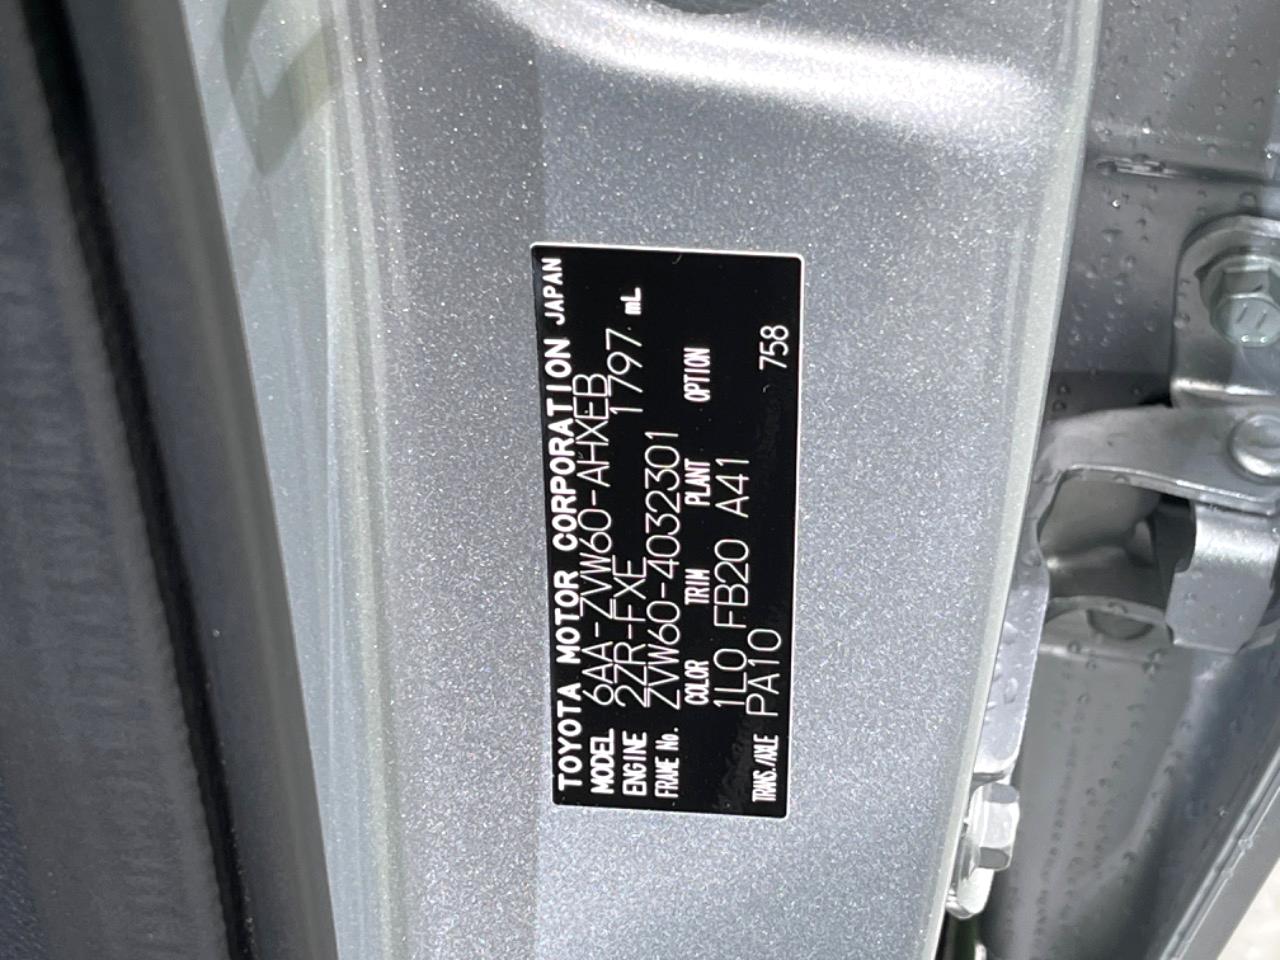 TOYOTA MOTOR CORPORATION JAPAN
MODEL 6AA-ZVW60-AHXEB
ENGINE 2ZR-FXE 1797 mL
FRAME No. ZVW60-4032301
COLOR TRIM PLANT OPTION
1L0 FB20 A41
TRANS./AXLE PA10 758